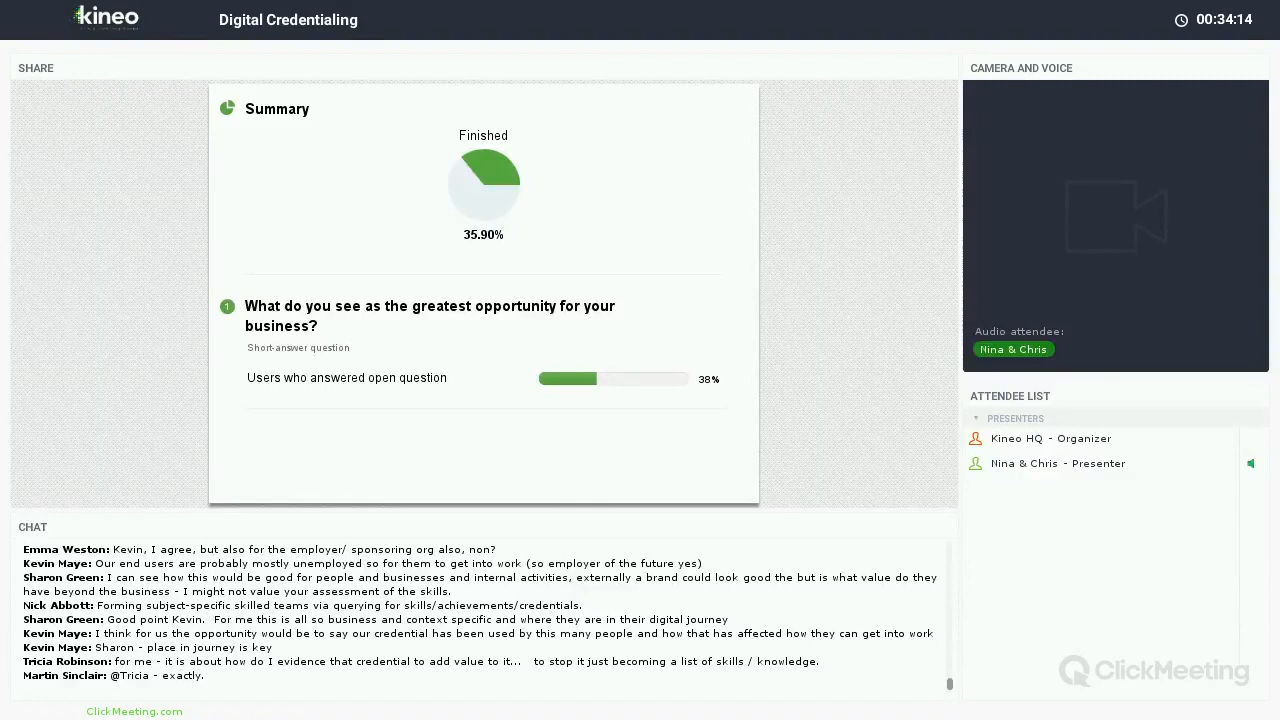 kineo
Digital Credentialing
00:34:14
SHARE
Summary
Finished
35.90%
1
What do you see as the greatest opportunity for your
business?
Short-answer question
Users who answered open question
38%
CAMERA AND VOICE
Audio attendee:
Nina & Chris
ATTENDEE LIST
PRESENTERS
Kineo HQ - Organizer
Nina & Chris - Presenter
CHAT
Emma Weston: Kevin, I agree, but also for the employer/ sponsoring org also, non?
Kevin Maye: Our end users are probably mostly unemployed so for them to get into work (so employer of the future yes)
Sharon Green: I can see how this would be good for people and businesses and internal activities, externally a brand could look good the but is what value do they
have beyond the business - I might not value your assessment of the skills.
Nick Abbott: Forming subject-specific skilled teams via querying for skills/achievements/credentials.
Sharon Green: Good point Kevin.  For me this is all so business and context specific and where they are in their digital journey
Kevin Maye: I think for us the opportunity would be to say our credential has been used by this many people and how that has affected how they can get into work
Kevin Maye: Sharon - place in journey is key
Tricia Robinson: for me - it is about how do I evidence that credential to add value to it...   to stop it just becoming a list of skills / knowledge.
Martin Sinclair: @Tricia - exactly.
ClickMeeting
ClickMeeting.com